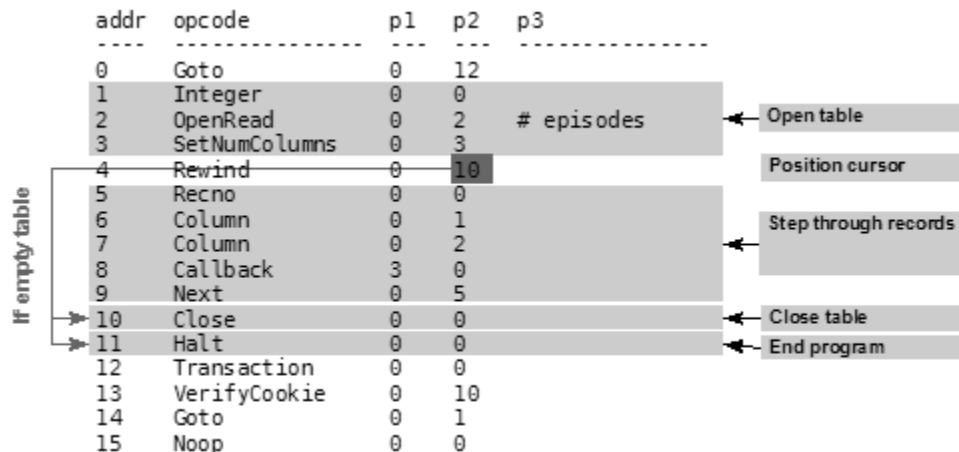 addr opcode p1 p2 p3
---- --------------- --- --- ---------------
0 Goto 0 12
1 Integer 0 0
2 OpenRead 0 2 # episodes
Open table
3 SetNumColumns 0 3
4 Rewind 0 10
Position cursor
5 Recno 0 0
6 Column 0 1
Step through records
7 Column 0 2
8 Callback 3 0
9 Next 0 5
10 Close 0 0
Close table
11 Halt 0 0
End program
12 Transaction 0 0
13 VerifyCookie 0 10
14 Goto 0 1
15 Noop 0 0
If empty table